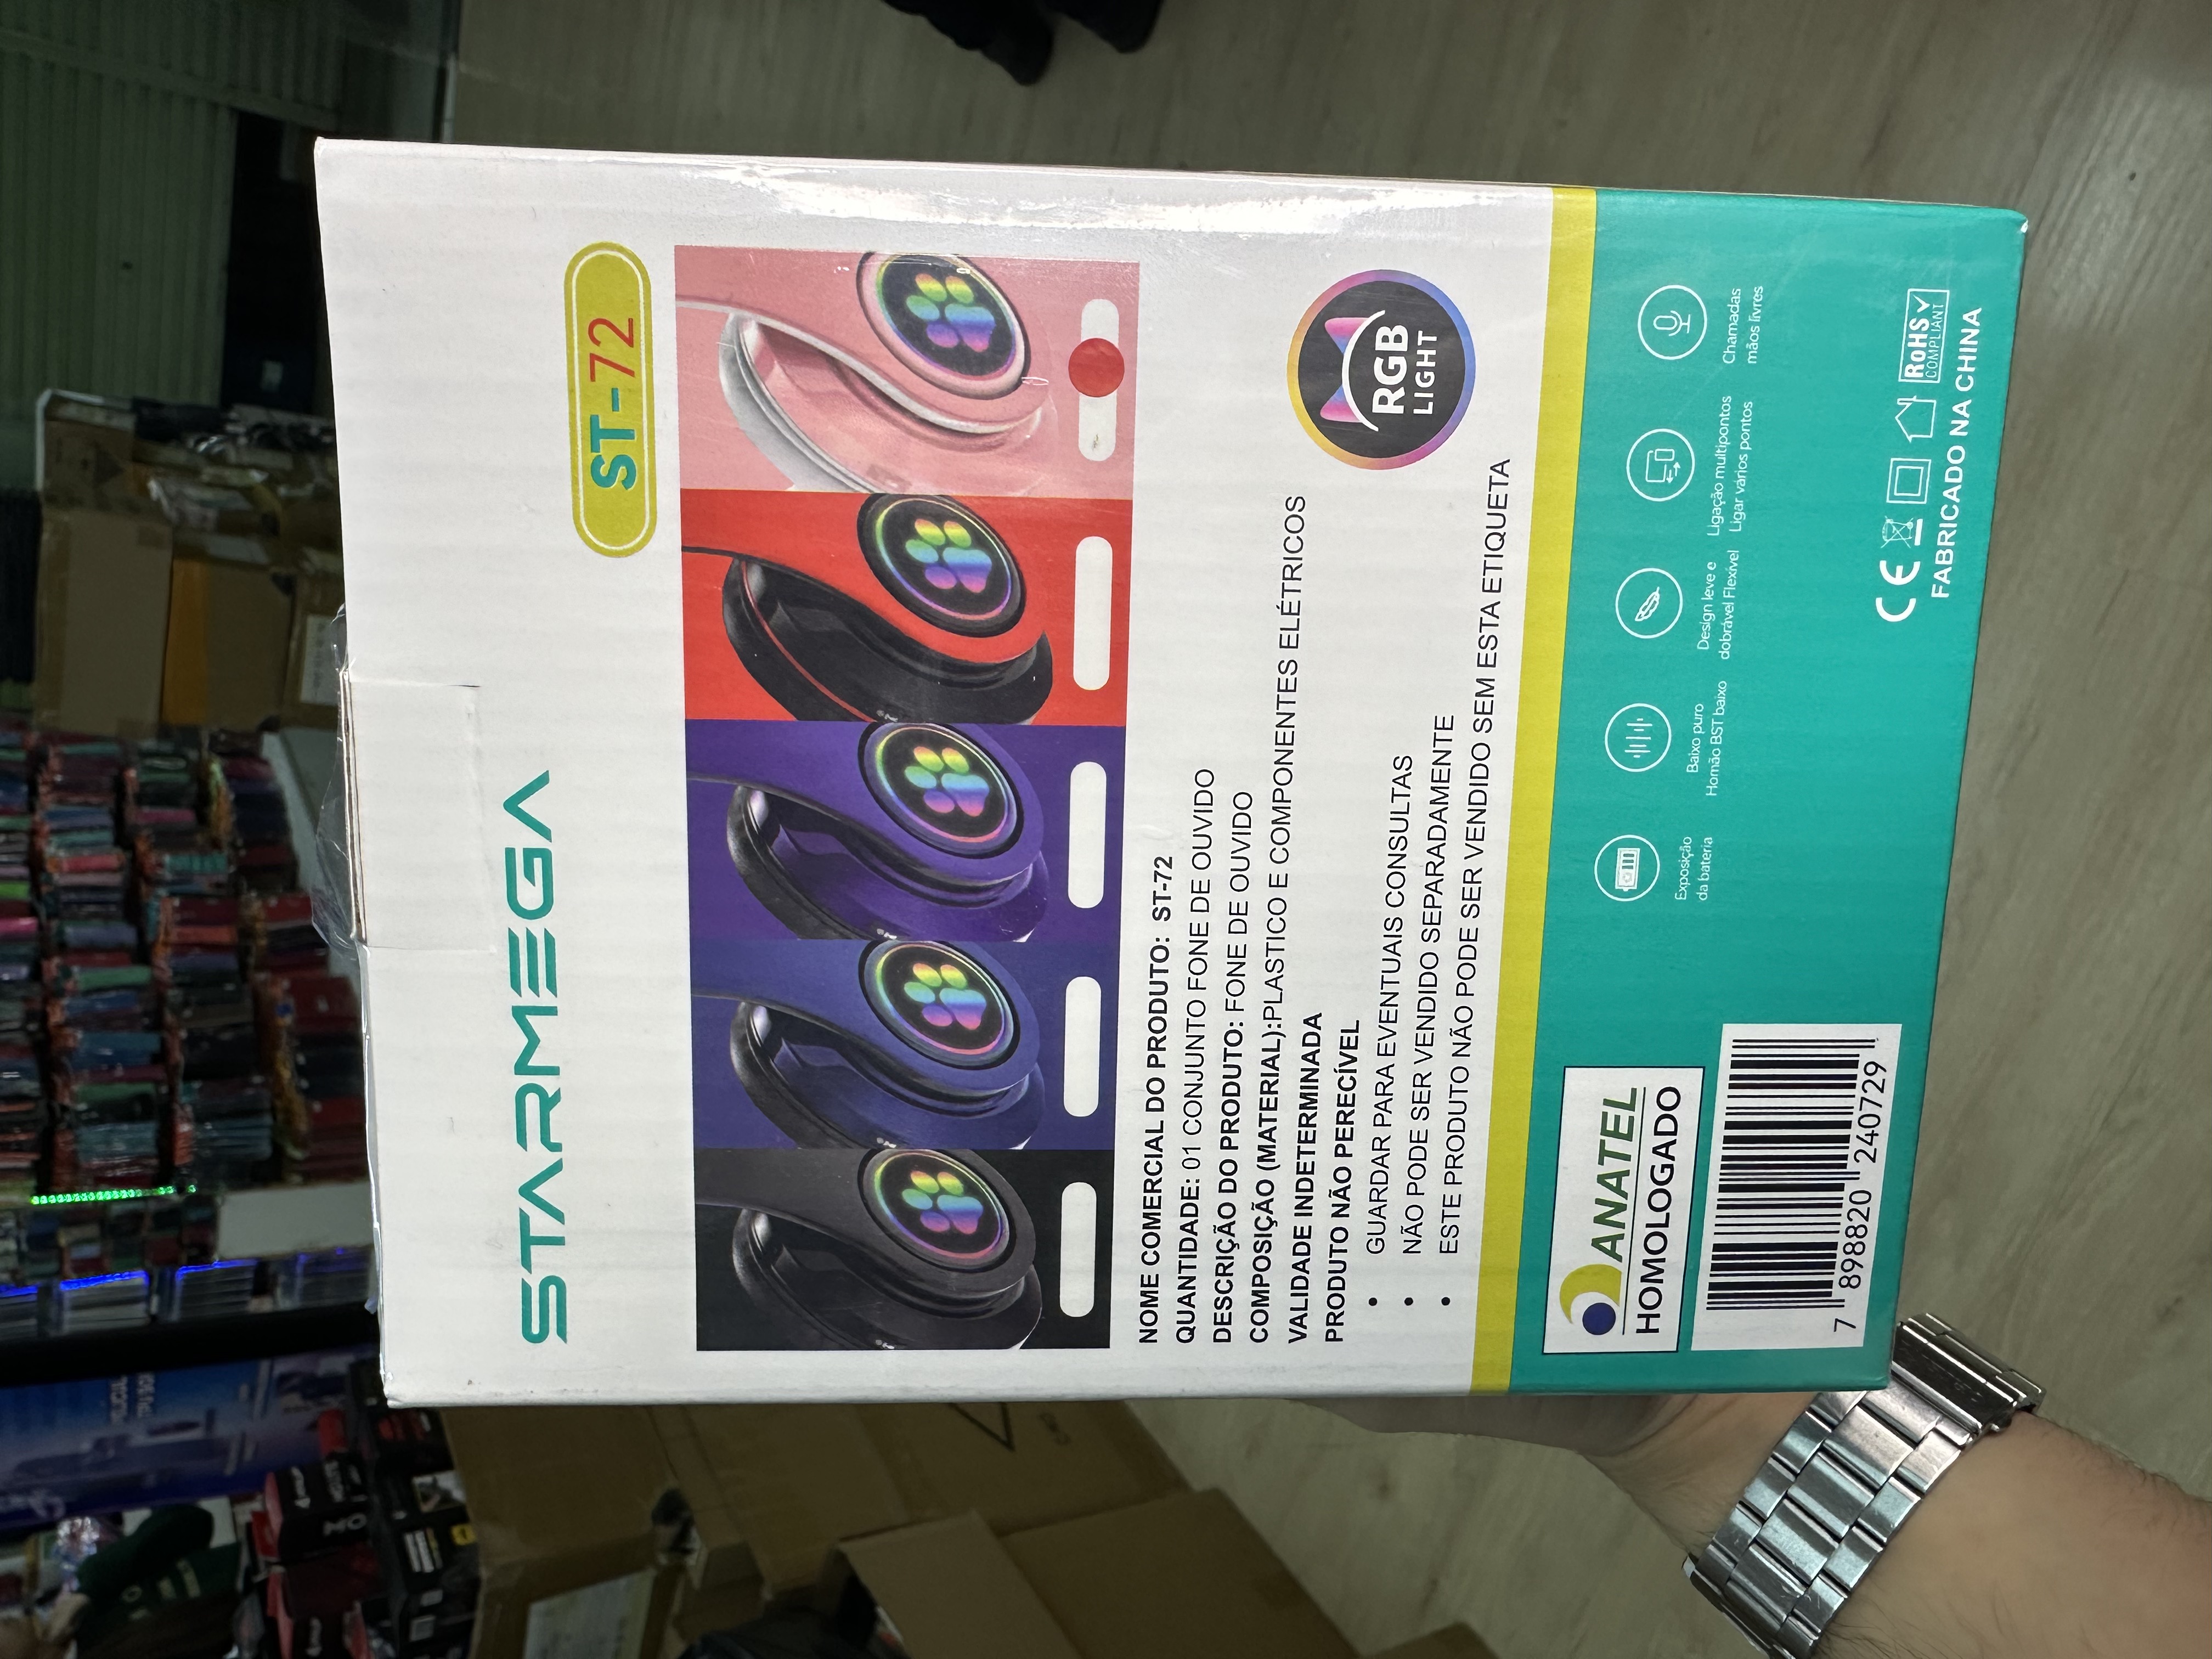 STARMEGA
ST-72
NOME COMERCIAL DO PRODUTO: ST-72
QUANTIDADE: 01 CONJUNTO FONE DE OUVIDO
DESCRIÇÃO DO PRODUTO: FONE DE OUVIDO
COMPOSIÇÃO (MATERIAL):PLASTICO E COMPONENTES ELÉTRICOS
VALIDADE INDETERMINADA
PRODUTO NÃO PERECÍVEL
• GUARDAR PARA EVENTUAIS CONSULTAS
• NÃO PODE SER VENDIDO SEPARADAMENTE
• ESTE PRODUTO NÃO PODE SER VENDIDO SEM ESTA ETIQUETA
RGB
LIGHT
Exposição
da bateria
Baixo puro
Homão BST baixo
Design leve e
dobrável Flexível
Ligação multipontos
Ligar vários pontos
Chamadas
mãos livres
ANATEL
HOMOLOGADO
7 898820 240729
CE
RoHS
COMPLIANT
FABRICADO NA CHINA